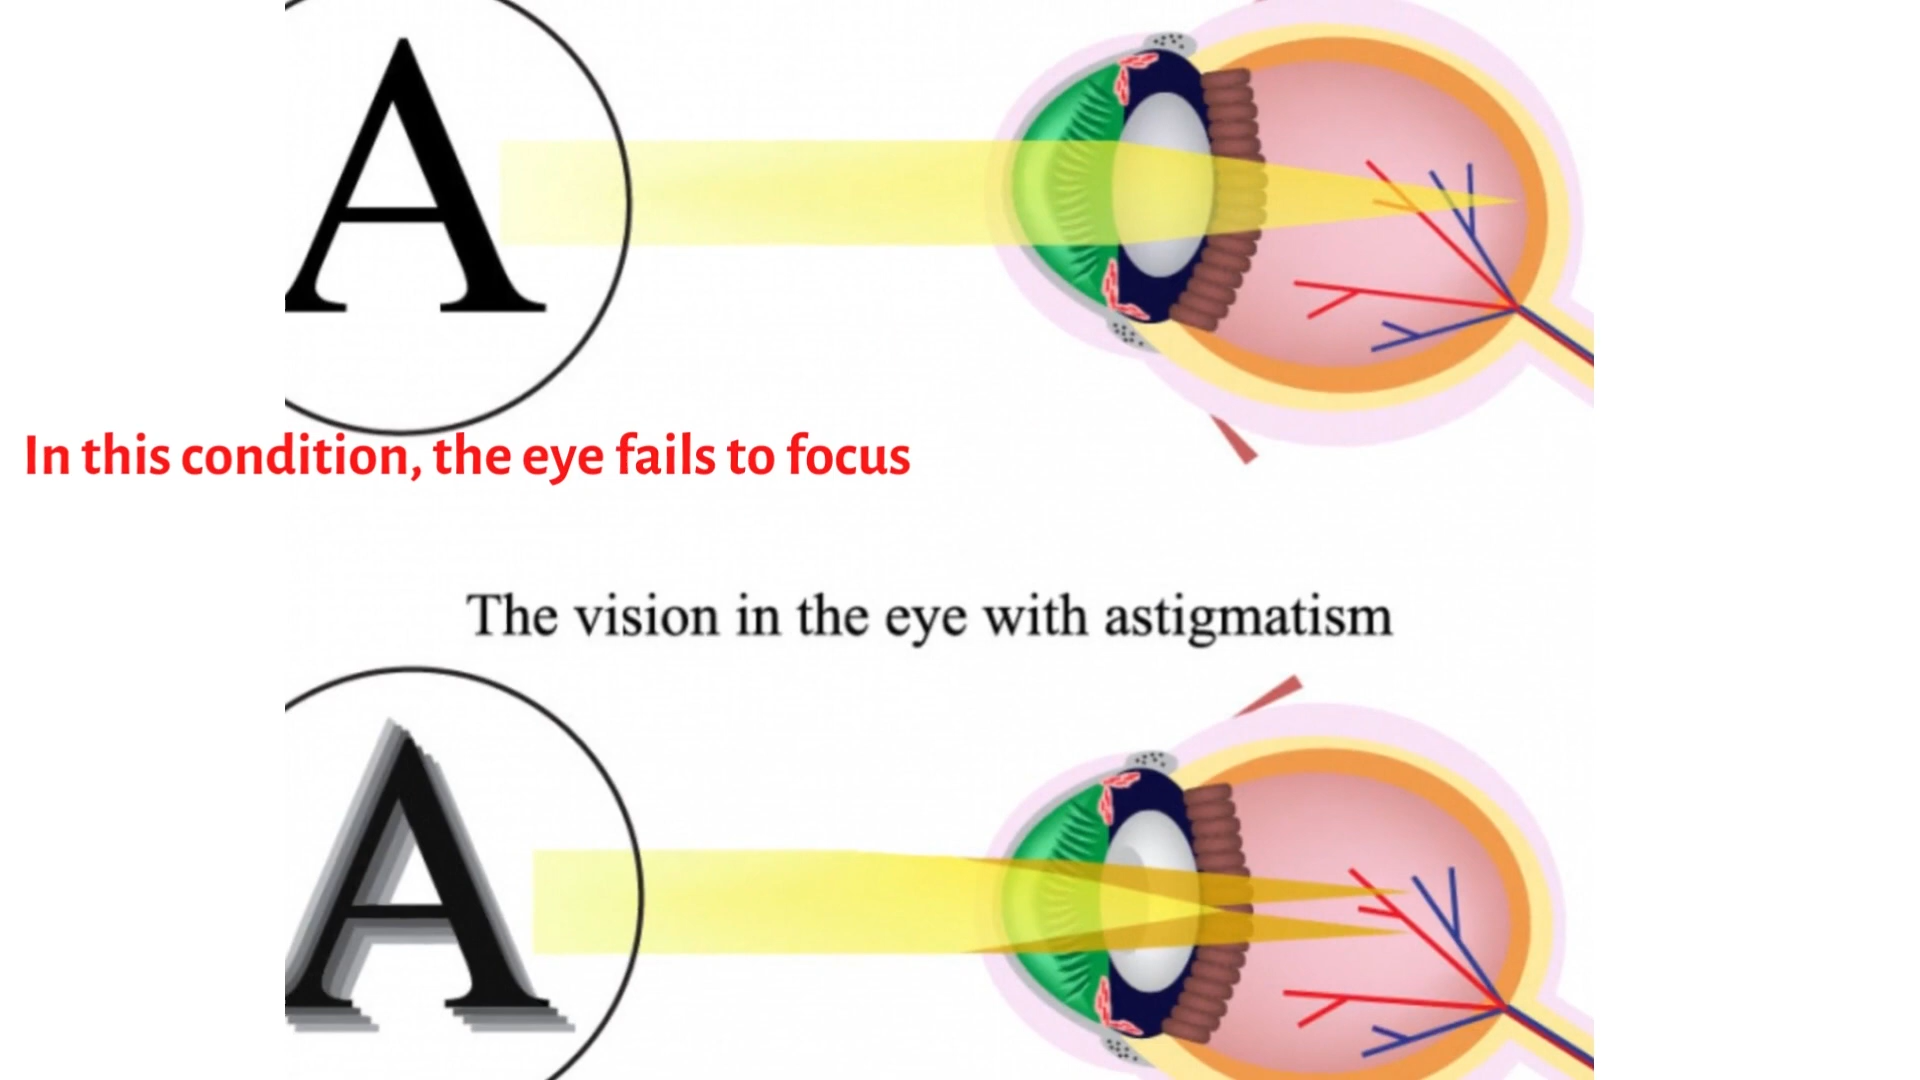 A
In this condition, the eye fails to focus
The vision in the eye with astigmatism
A